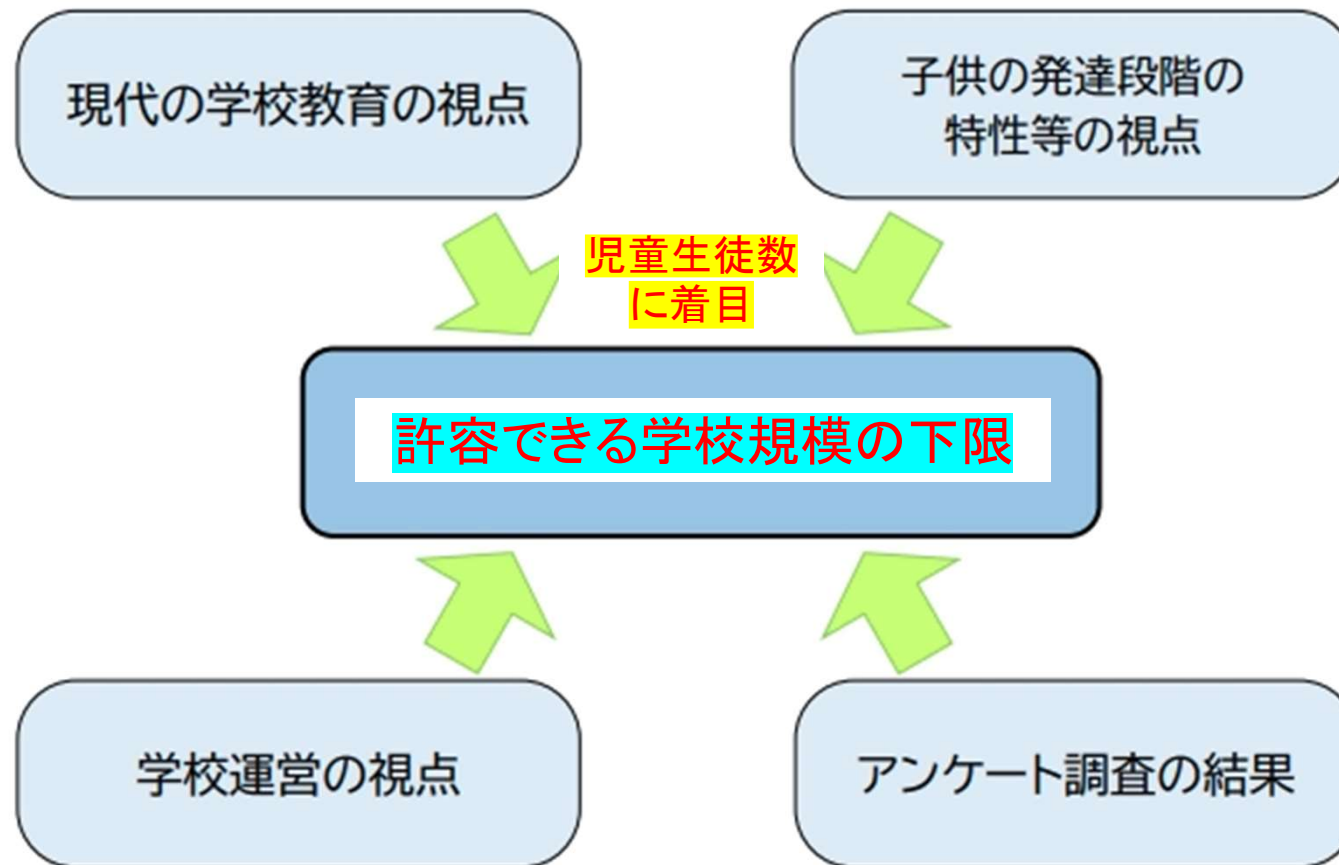 現代の学校教育の視点
子供の発達段階の
特性等の視点
児童生徒数
に着目
許容できる学校規模の下限
学校運営の視点
アンケート調査の結果